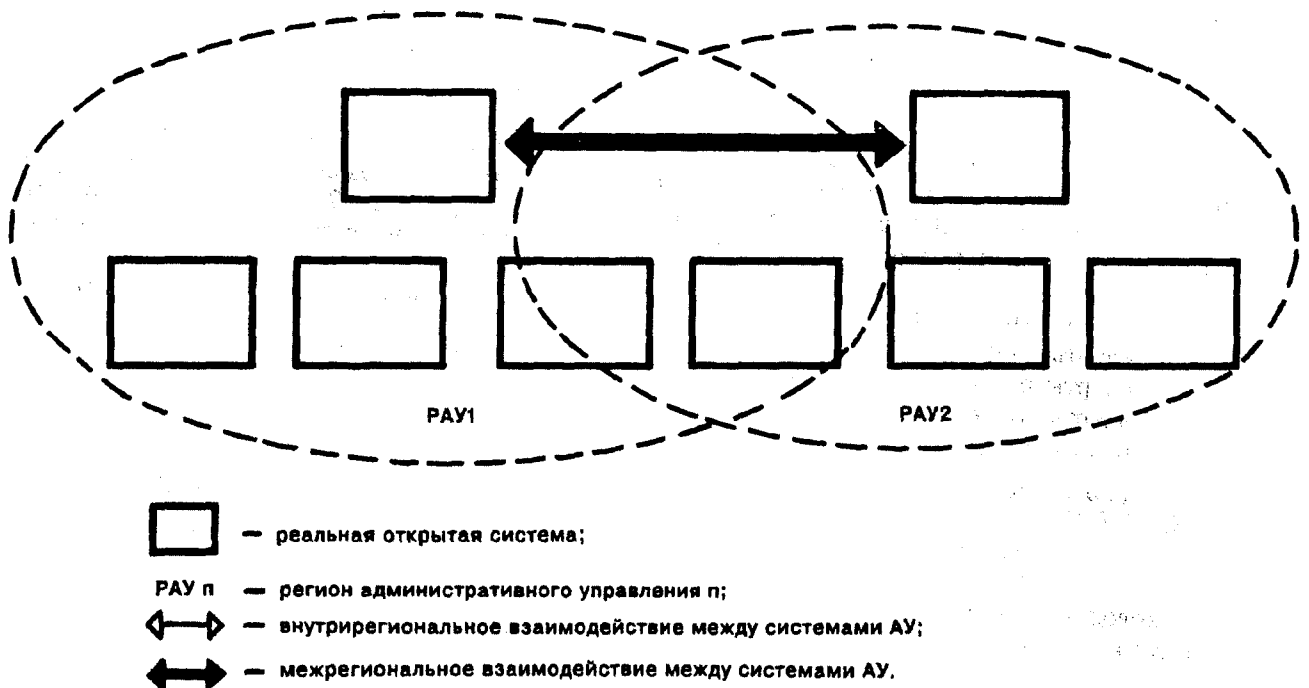 РАУ1
РАУ2
— реальная открытая система;
РАУ п — регион административного управления п;
— внутрирегиональное взаимодействие между системами АУ;
— межрегиональное взаимодействие между системами АУ.